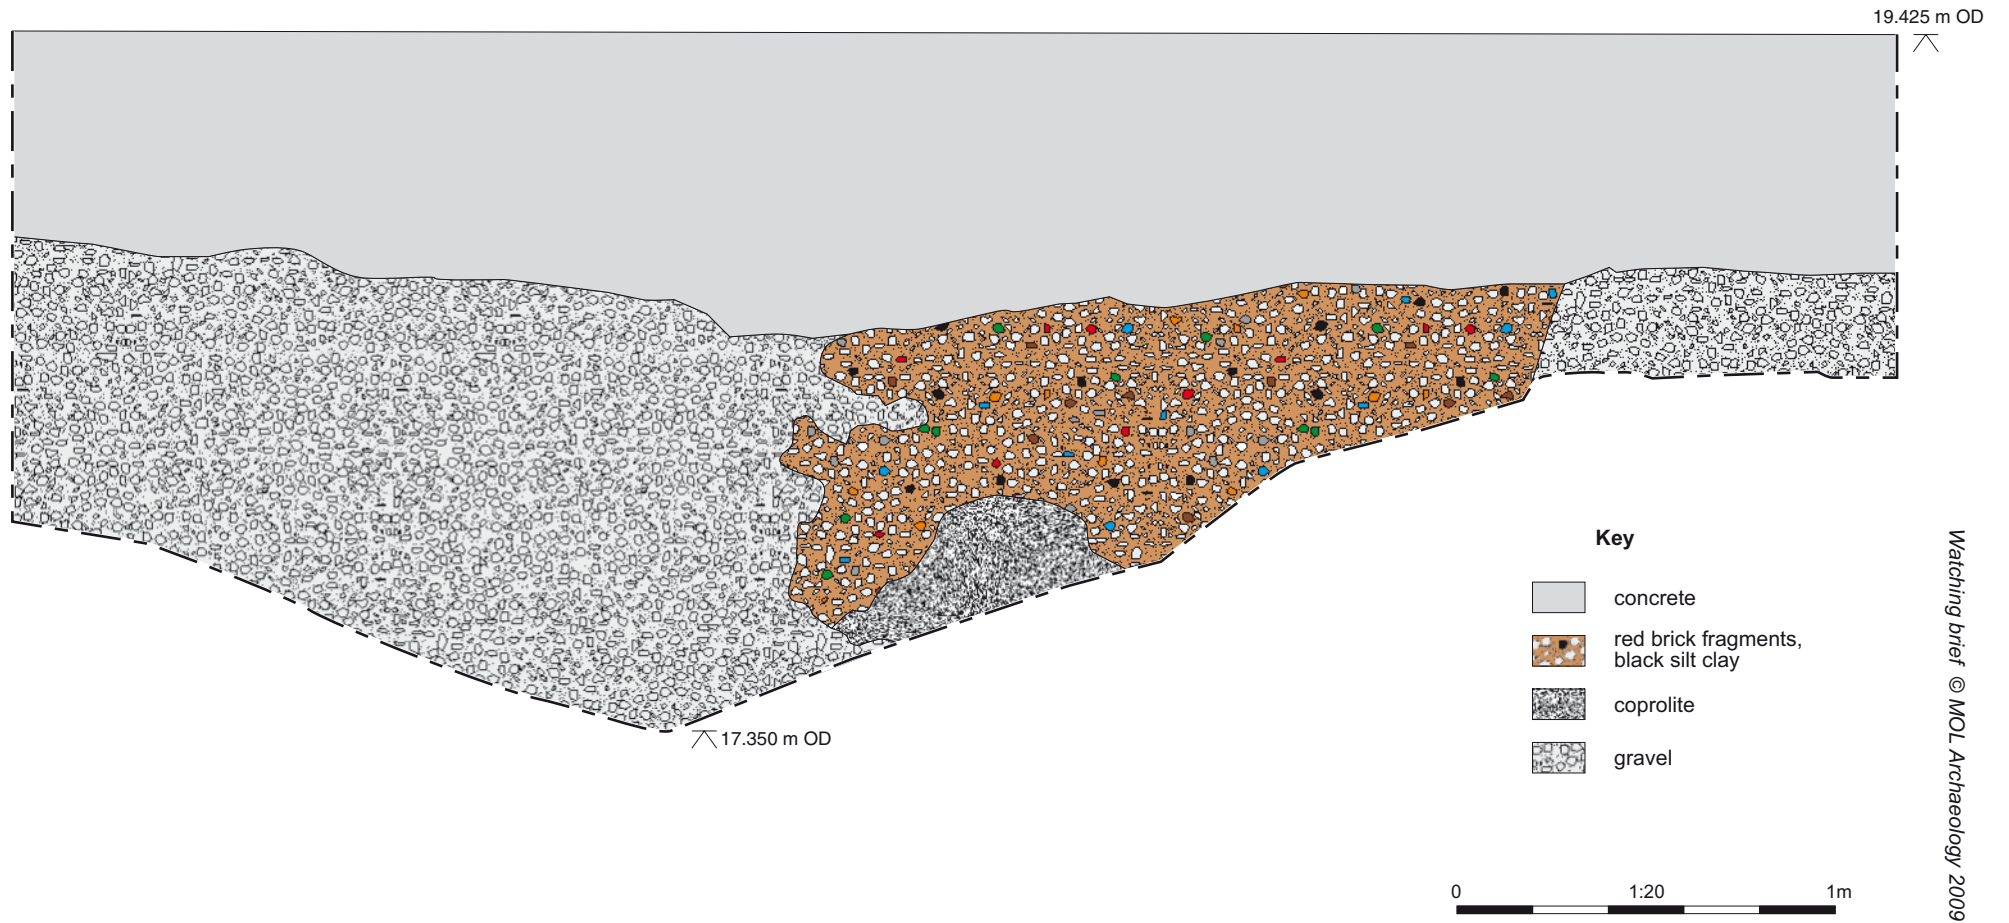 19.425 m OD
17.350 m OD
Key
concrete
red brick fragments,
black silt clay
coprolite
gravel
0 1:20 1m
Watching brief © MOL Archaeology 2009